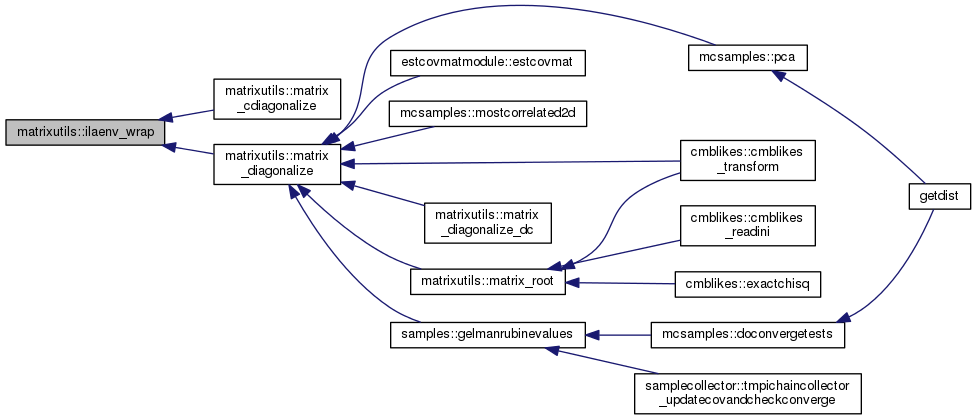 matrixutils::ilaenv_wrap
matrixutils::matrix
_cdiagonalize
matrixutils::matrix
_diagonalize
estcovmatmodule::estcovmat
mcsamples::mostcorrelated2d
matrixutils::matrix
_diagonalize_dc
matrixutils::matrix_root
samples::gelmanrubinevalues
mcsamples::pca
cmblikes::cmblikes
_transform
cmblikes::cmblikes
_readini
cmblikes::exactchisq
mcsamples::doconvergetests
samplecollector::tmpichaincollector
_updatecovandcheckconverge
getdist